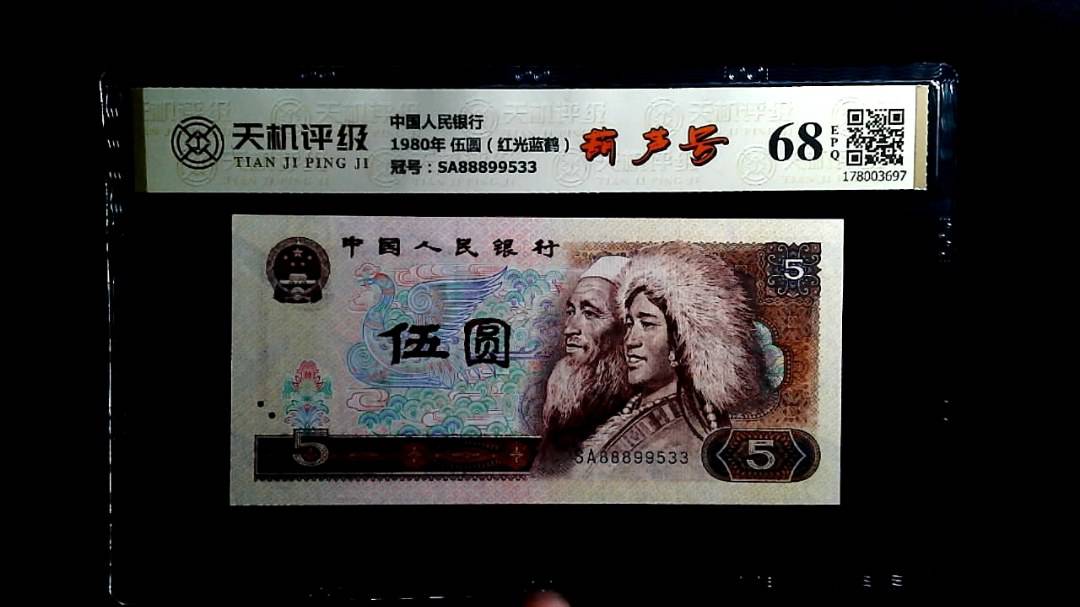 天机评级
TIAN JI PING JI
中国人民银行
1980年 伍圆（红光蓝鹤）
冠号：SA88899533
葫芦号
68
EPQ
178003697
中国人民银行
5
伍圆
5
SA88899533
5